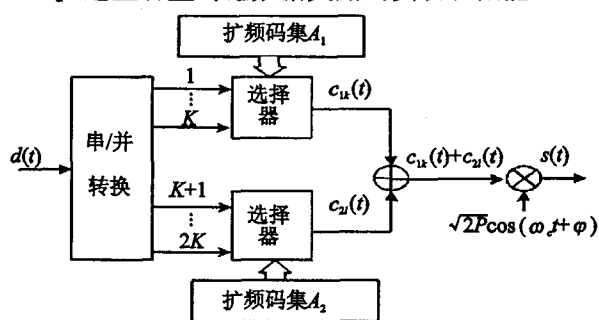 扩频码集A₁
1
⋮
K
选择
器
c₁ₖ(t)
串/并
转换
d(t)
c₁ₖ(t)+c₂ₗ(t)
s(t)
K+1
⋮
2K
选择
器
c₂ₗ(t)
√2P cos(ω꜀t+φ)
扩频码集A₂